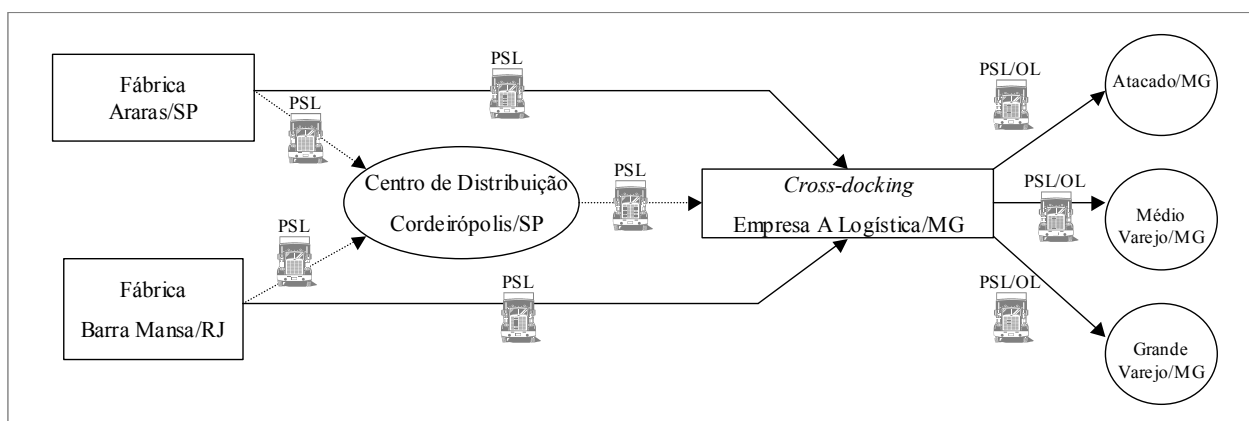 PSL
PSL/OL
Fábrica
Araras/SP
PSL
Atacado/MG
Centro de Distribuição
Cordeirópolis/SP
PSL
Cross-docking
Empresa A Logística/MG
PSL/OL
Médio
Varejo/MG
PSL
Fábrica
Barra Mansa/RJ
PSL
PSL/OL
Grande
Varejo/MG